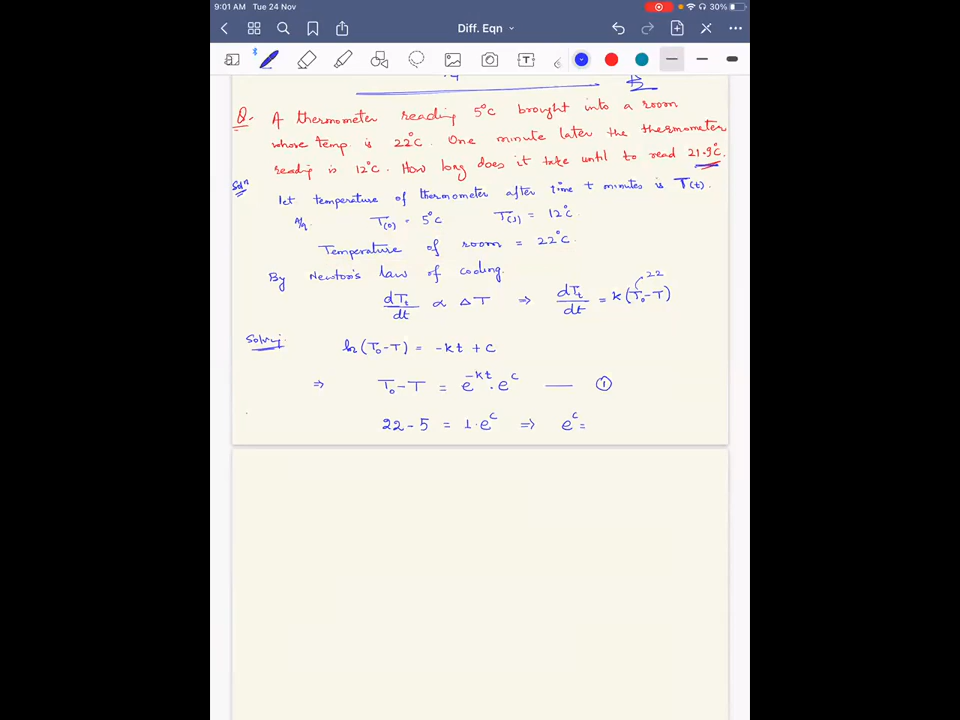 9:01 AM Tue 24 Nov 30%
Diff. Eqn
Q. A thermometer reading 5°C brought into a room
whose temp. is 22°C. One minute later the thermometer
reading is 12°C. How long does it take until to read 21.9°C.
Solⁿ
Let temperature of thermometer after time t minutes is T(t).
A/q T(0) = 5°C T(1) = 12°C.
Temperature of room = 22°C.
By Newton's law of cooling.
dTt/dt ∝ ΔT ⇒ dTt/dt = k(T₀-T) 22
Solving ln(T₀-T) = -kt + c
⇒ T₀-T = e^-kt . e^c —— ①
22-5 = 1.e^c ⇒ e^c =